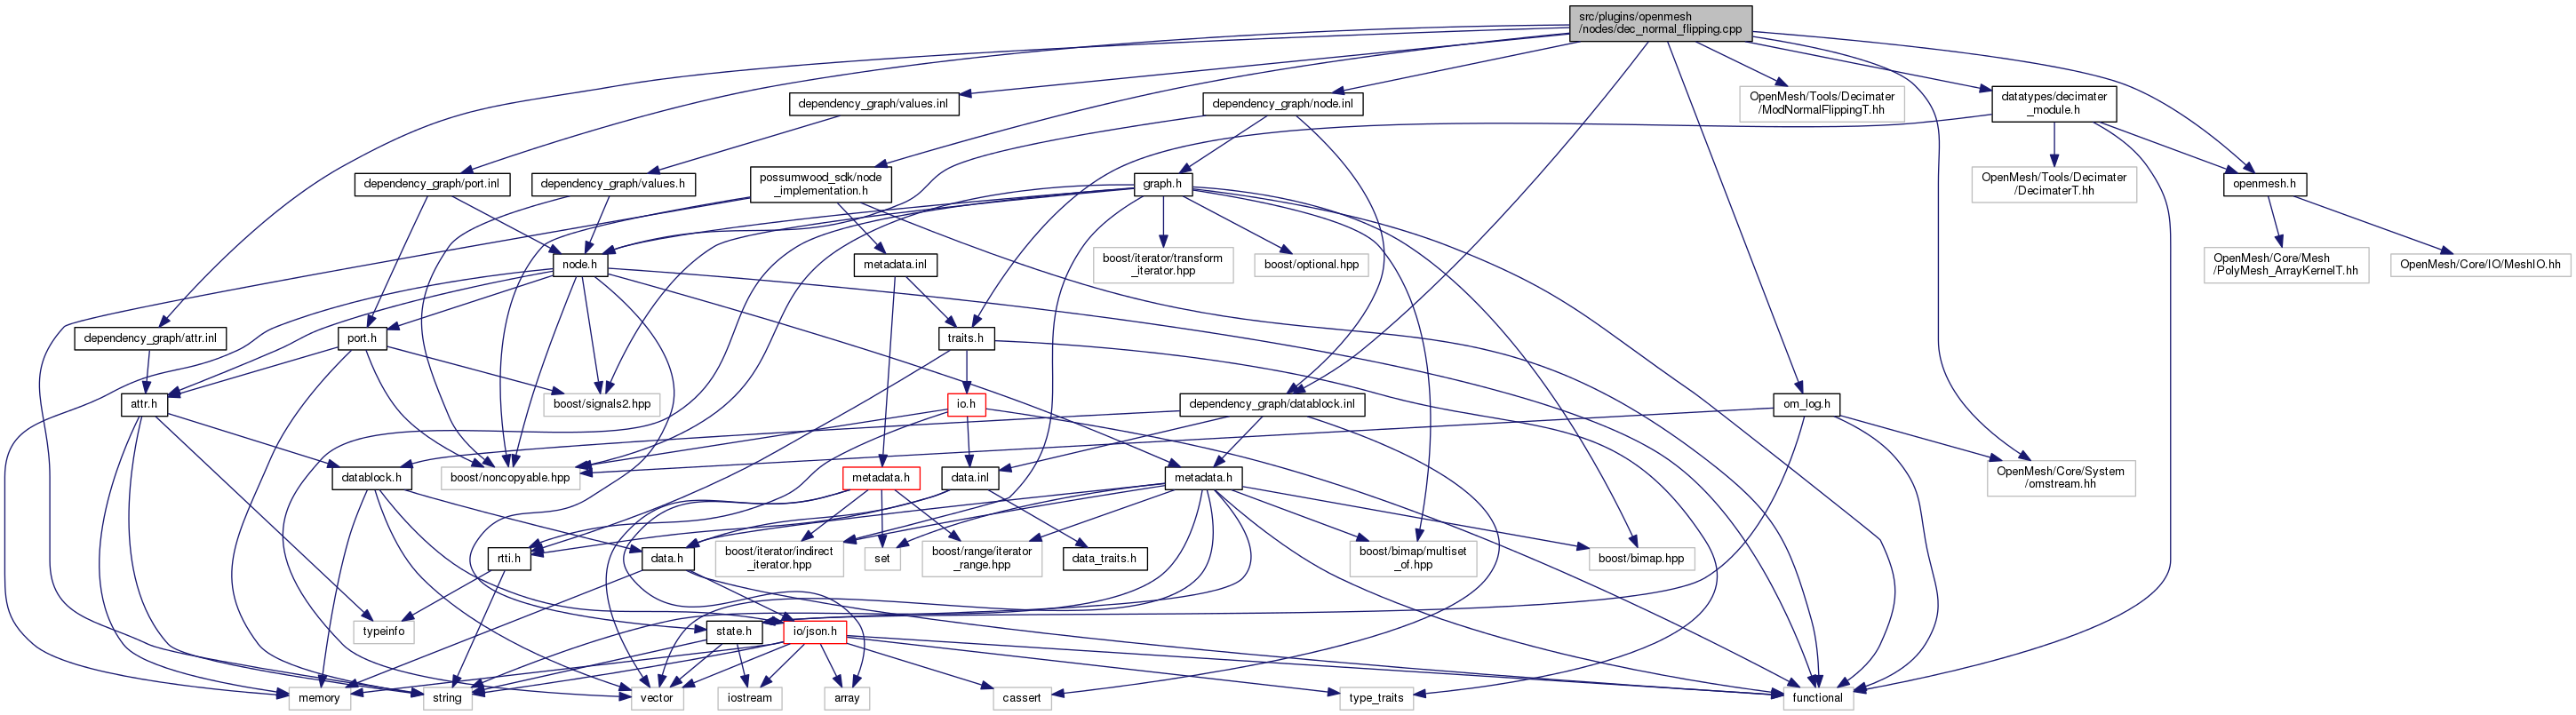 src/plugins/openmesh
/nodes/dec_normal_flipping.cpp
dependency_graph/values.inl
dependency_graph/node.inl
OpenMesh/Tools/Decimater
/ModNormalFlippingT.hh
datatypes/decimater
_module.h
dependency_graph/port.inl
dependency_graph/values.h
possumwood_sdk/node
_implementation.h
graph.h
OpenMesh/Tools/Decimater
/DecimaterT.hh
openmesh.h
node.h
metadata.inl
boost/iterator/transform
_iterator.hpp
boost/optional.hpp
OpenMesh/Core/Mesh
/PolyMesh_ArrayKernelT.hh
OpenMesh/Core/IO/MeshIO.hh
dependency_graph/attr.inl
port.h
traits.h
attr.h
boost/signals2.hpp
io.h
dependency_graph/datablock.inl
om_log.h
datablock.h
boost/noncopyable.hpp
metadata.h
data.inl
metadata.h
OpenMesh/Core/System
/omstream.hh
rtti.h
data.h
boost/iterator/indirect
_iterator.hpp
set
boost/range/iterator
_range.hpp
data_traits.h
boost/bimap/multiset
_of.hpp
boost/bimap.hpp
typeinfo
state.h
io/json.h
memory
string
vector
iostream
array
cassert
type_traits
functional